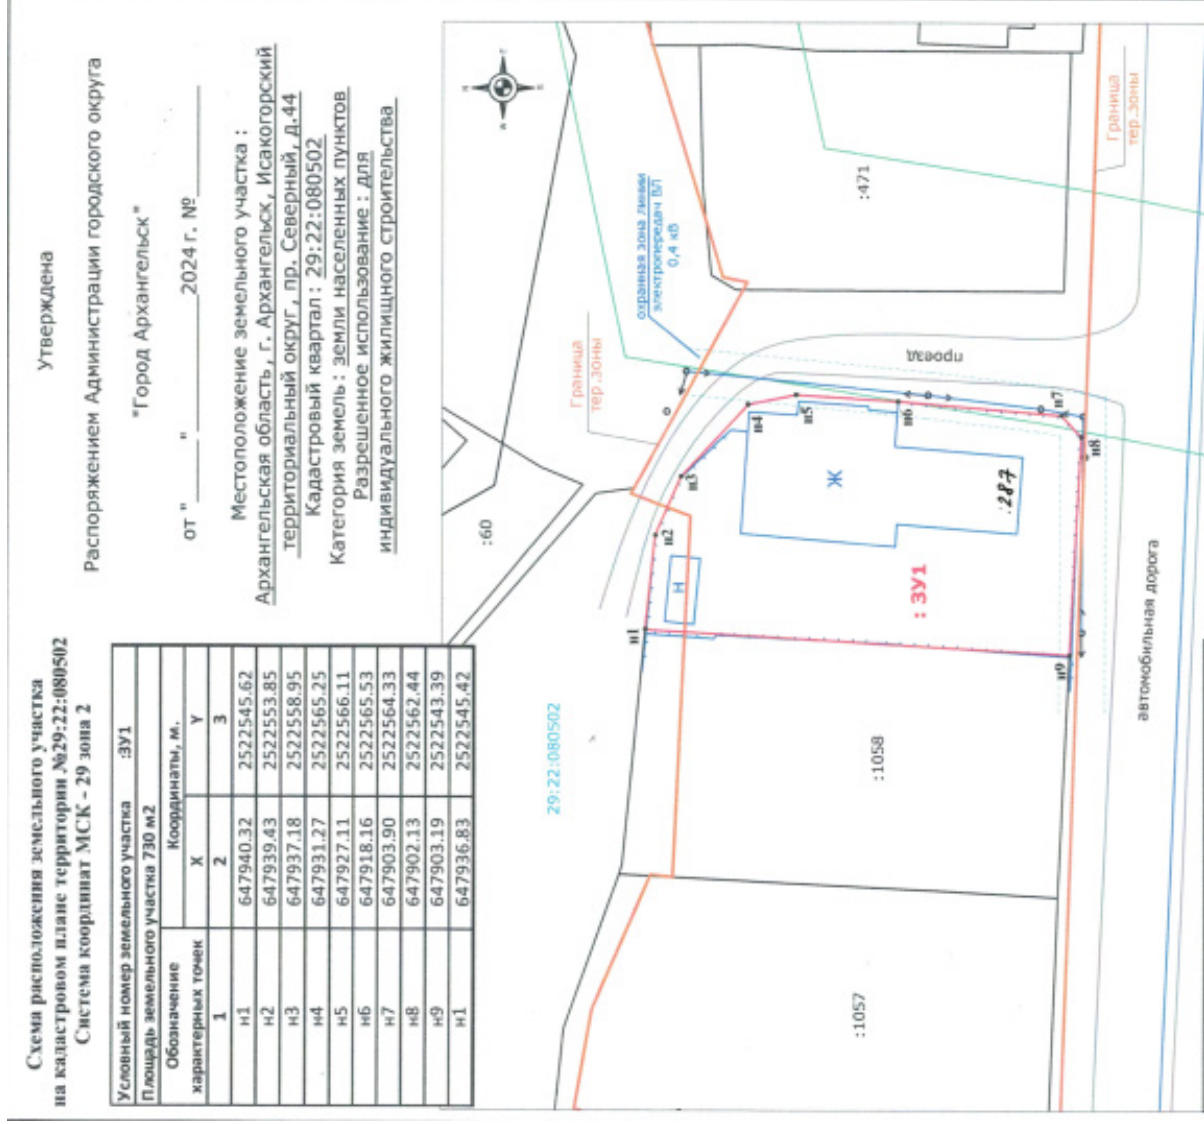 Схема расположения земельного участка
на кадастровом плане территории №29:22:080502
Система координат МСК - 29 зона 2
Условный номер земельного участка :ЗУ1
Площадь земельного участка 730 м2
Обозначение характерных точек Координаты, м.
X Y
1 2 3
н1 647940.32 2522545.62
н2 647939.43 2522553.85
н3 647937.18 2522558.95
н4 647931.27 2522565.25
н5 647927.11 2522566.11
н6 647918.16 2522565.53
н7 647903.90 2522564.33
н8 647902.13 2522562.44
н9 647903.19 2522543.39
н1 647936.83 2522545.42
Утверждена
Распоряжением Администрации городского округа
"Город Архангельск"
от "____"____________2024 г. №________
Местоположение земельного участка :
Архангельская область , г. Архангельск , Исакогорский
территориальный округ , пр. Северный, д.44
Кадастровый квартал : 29:22:080502
Категория земель : земли населенных пунктов
Разрешенное использование : для
индивидуального жилищного строительства
:60
29:22:080502
Граница
тер.зоны
охранная зона линии
электропередач ВЛ
0,4 кВ
н1
н2
н3
н4
н5
н6
н7
н8
н9
Н
Ж
: ЗУ1
:287
:1058
:1057
:471
проезд
Граница
тер.зоны
автомобильная дорога